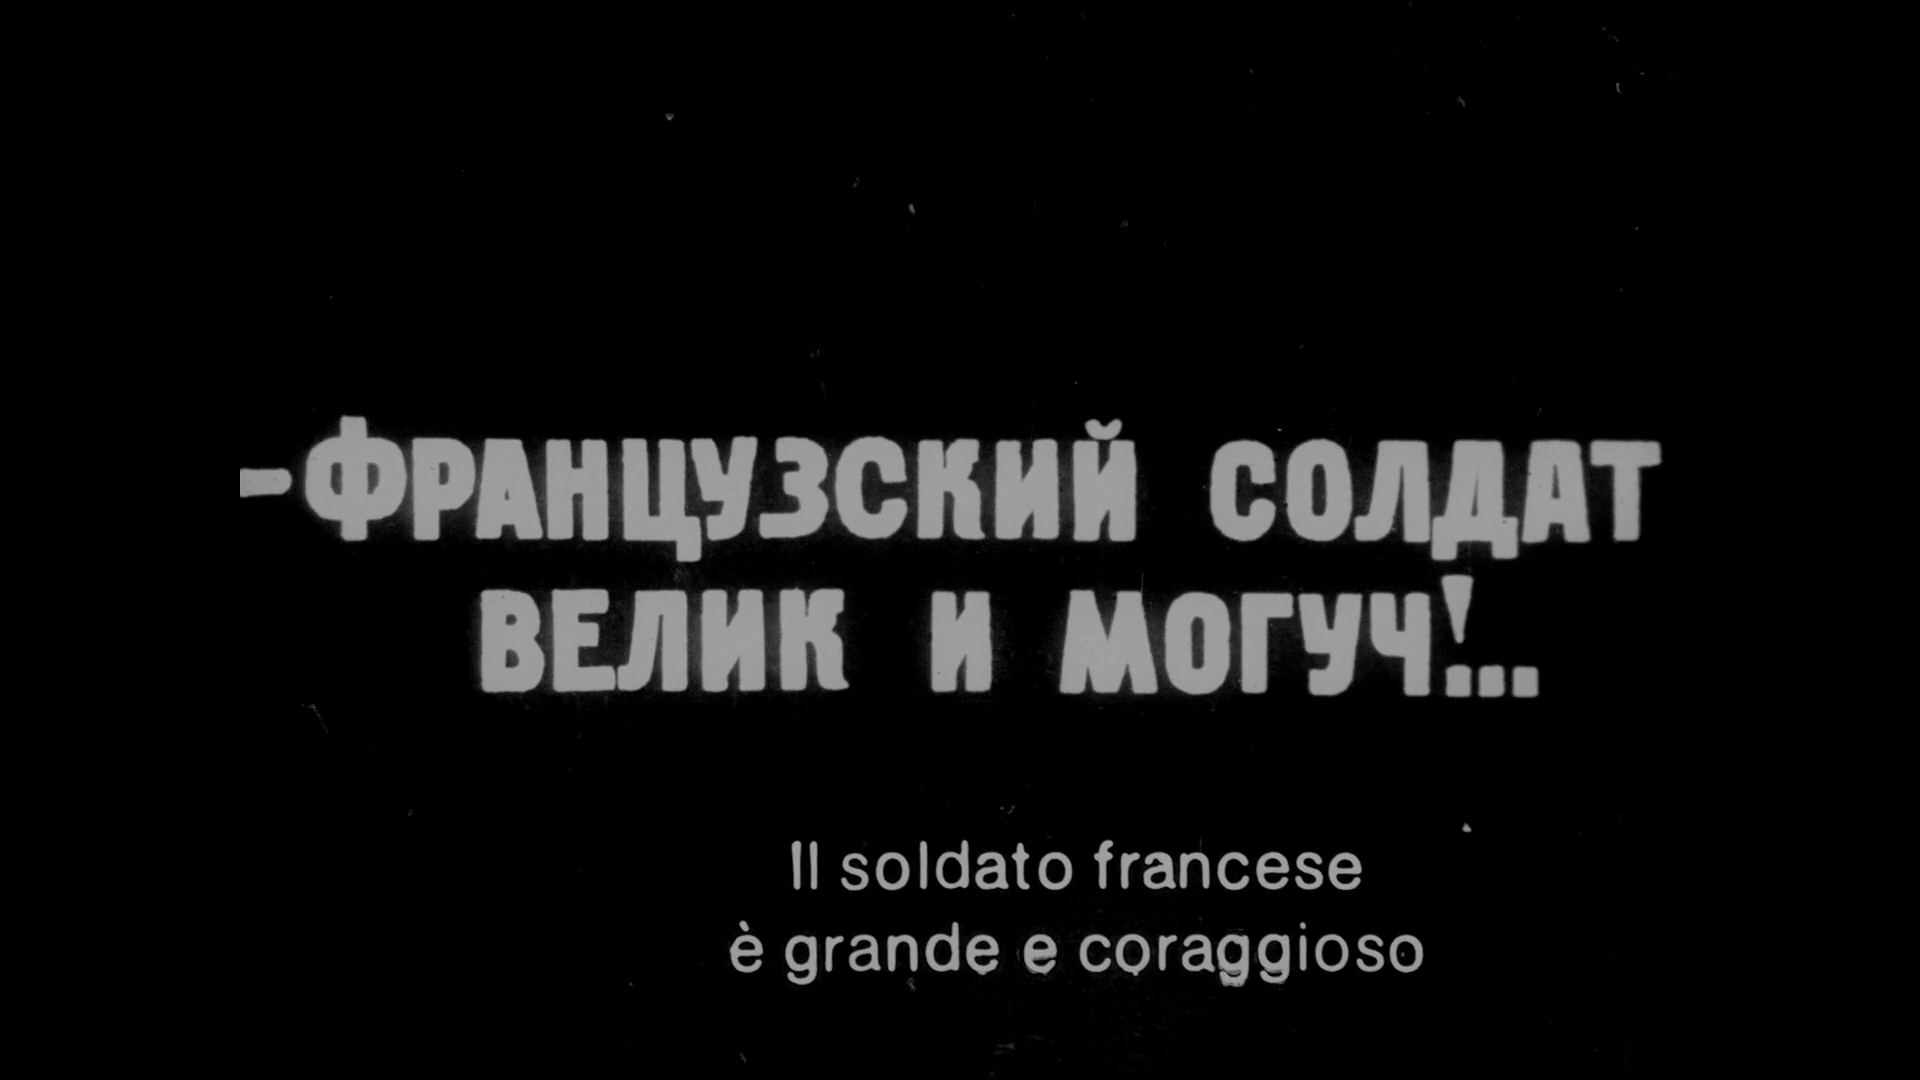 -ФРАНЦУЗСКИЙ СОЛДАТ
ВЕЛИК И МОГУЧ!...
Il soldato francese
è grande e coraggioso